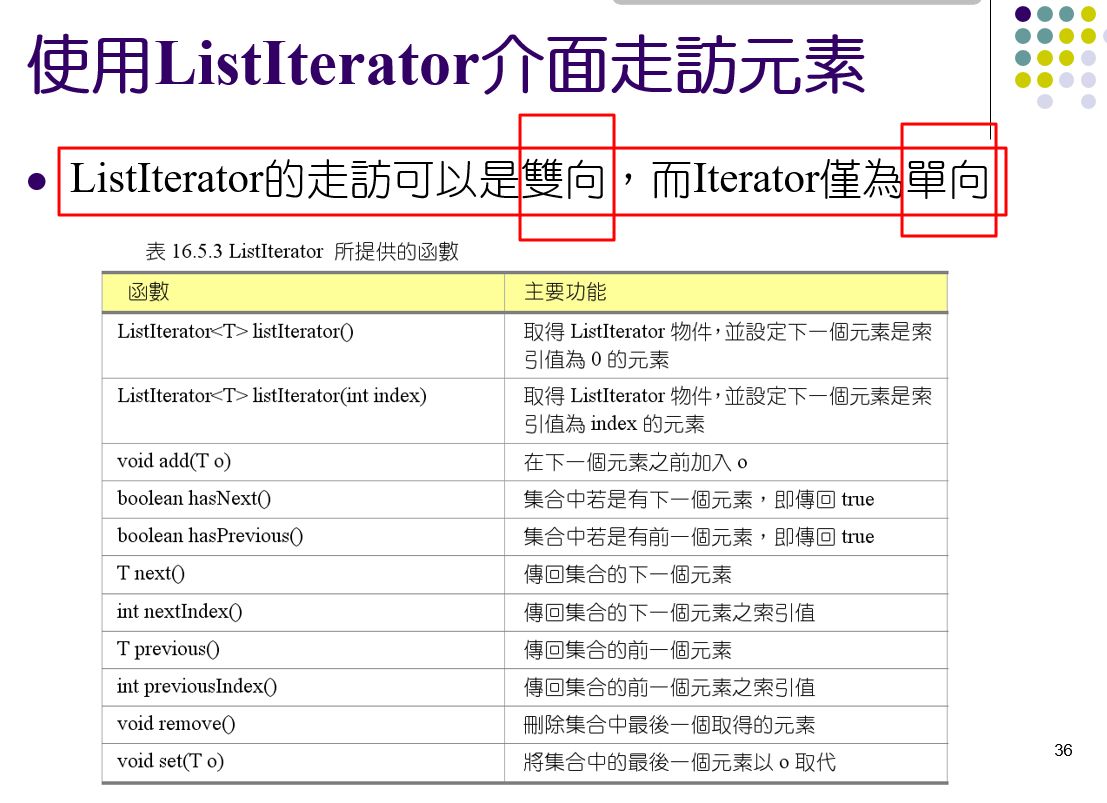 使用ListIterator介面走訪元素
ListIterator的走訪可以是雙向，而Iterator僅為單向
表 16.5.3 ListIterator 所提供的函數
函數 主要功能
ListIterator<T> listIterator() 取得 ListIterator 物件，並設定下一個元素是索
引值為 0 的元素
ListIterator<T> listIterator(int index) 取得 ListIterator 物件，並設定下一個元素是索
引值為 index 的元素
void add(T o) 在下一個元素之前加入 o
boolean hasNext() 集合中若是有下一個元素，即傳回 true
boolean hasPrevious() 集合中若是有前一個元素，即傳回 true
T next() 傳回集合的下一個元素
int nextIndex() 傳回集合的下一個元素之索引值
T previous() 傳回集合的前一個元素
int previousIndex() 傳回集合的前一個元素之索引值
void remove() 刪除集合中最後一個取得的元素
void set(T o) 將集合中的最後一個元素以 o 取代
36